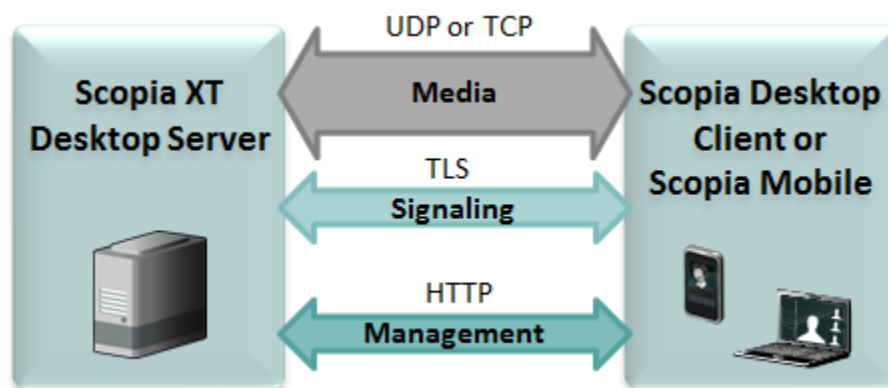 Scopia XT
Desktop Server
UDP or TCP
Media
TLS
Signaling
HTTP
Management
Scopia Desktop
Client or
Scopia Mobile